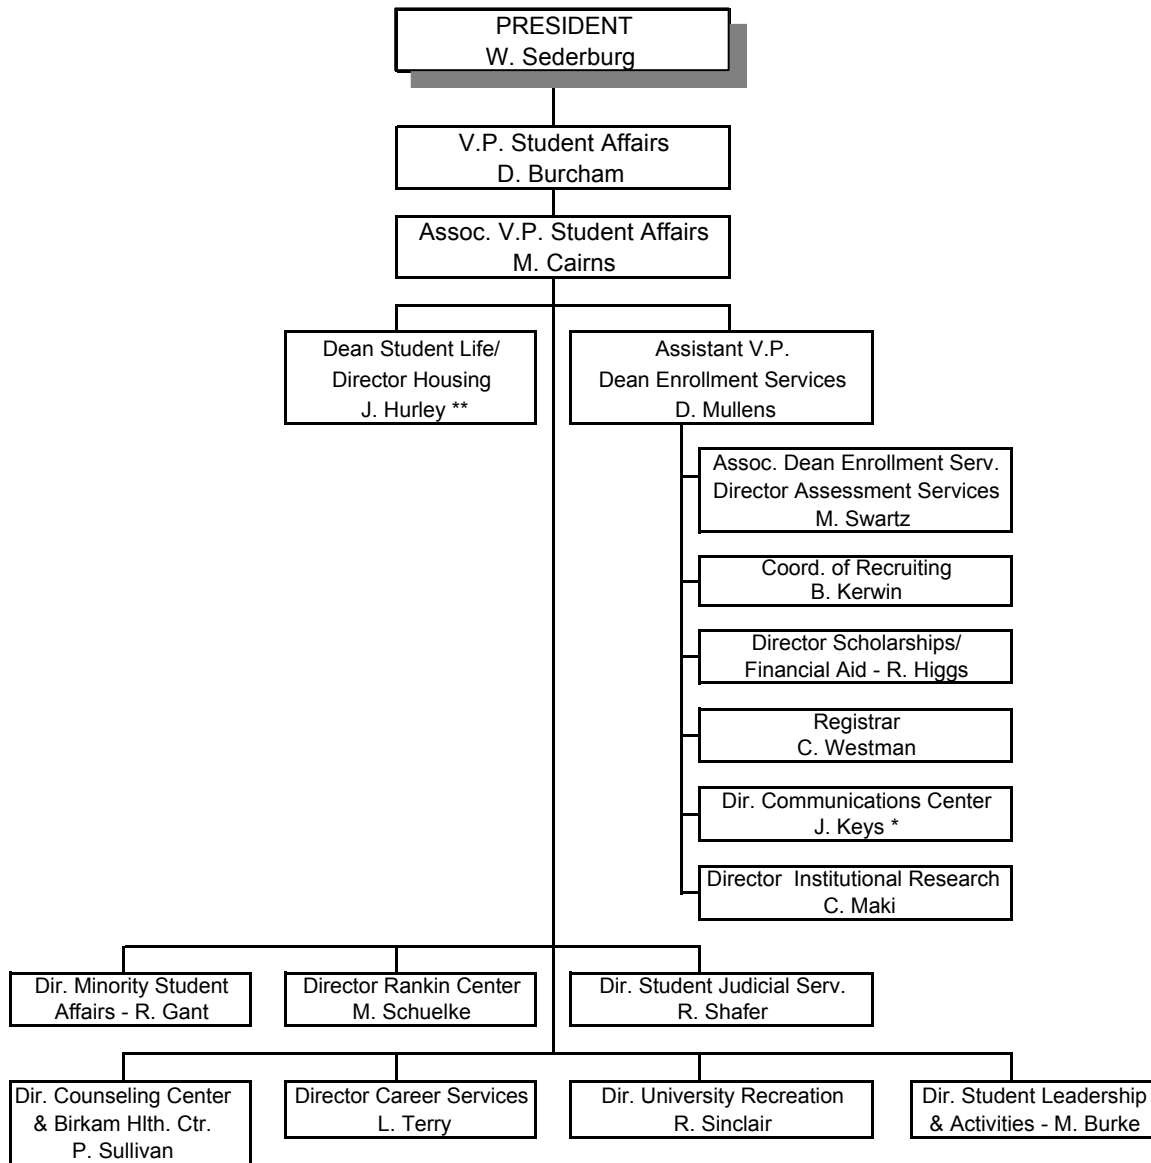 PRESIDENT
W. Sederburg
V.P. Student Affairs
D. Burcham
Assoc. V.P. Student Affairs
M. Cairns
Dean Student Life/
Director Housing
J. Hurley **
Assistant V.P.
Dean Enrollment Services
D. Mullens
Assoc. Dean Enrollment Serv.
Director Assessment Services
M. Swartz
Coord. of Recruiting
B. Kerwin
Director Scholarships/
Financial Aid - R. Higgs
Registrar
C. Westman
Dir. Communications Center
J. Keys *
Director Institutional Research
C. Maki
Dir. Minority Student
Affairs - R. Gant
Director Rankin Center
M. Schuelke
Dir. Student Judicial Serv.
R. Shafer
Dir. Counseling Center
& Birkam Hlth. Ctr.
P. Sullivan
Director Career Services
L. Terry
Dir. University Recreation
R. Sinclair
Dir. Student Leadership
& Activities - M. Burke